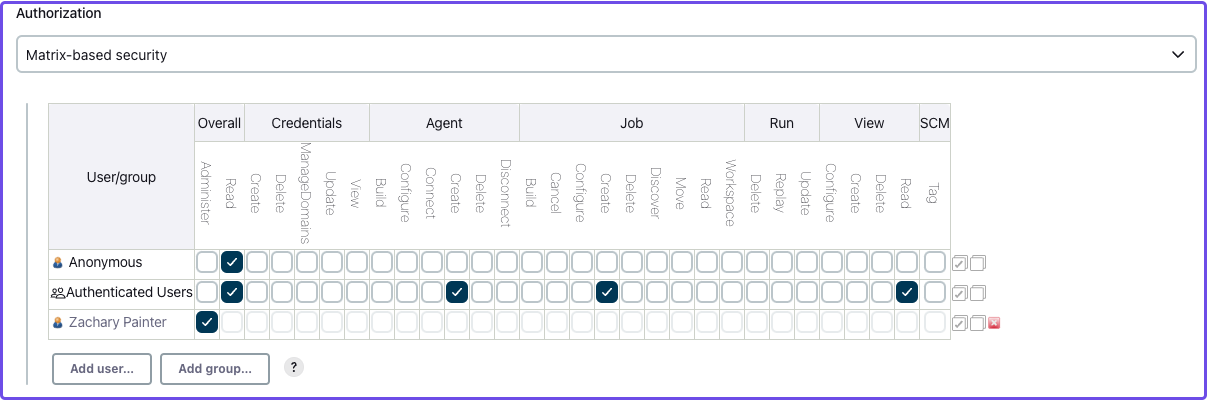 Authorization
Matrix-based security
User/group Overall Credentials Agent Job Run View SCM
Administer Read Create Delete ManageDomains Update View Build Configure Connect Create Delete Disconnect Build Cancel Configure Create Delete Discover Move Read Workspace Delete Replay Update Configure Create Delete Read Tag
Anonymous
Authenticated Users
Zachary Painter
Add user... Add group... ?